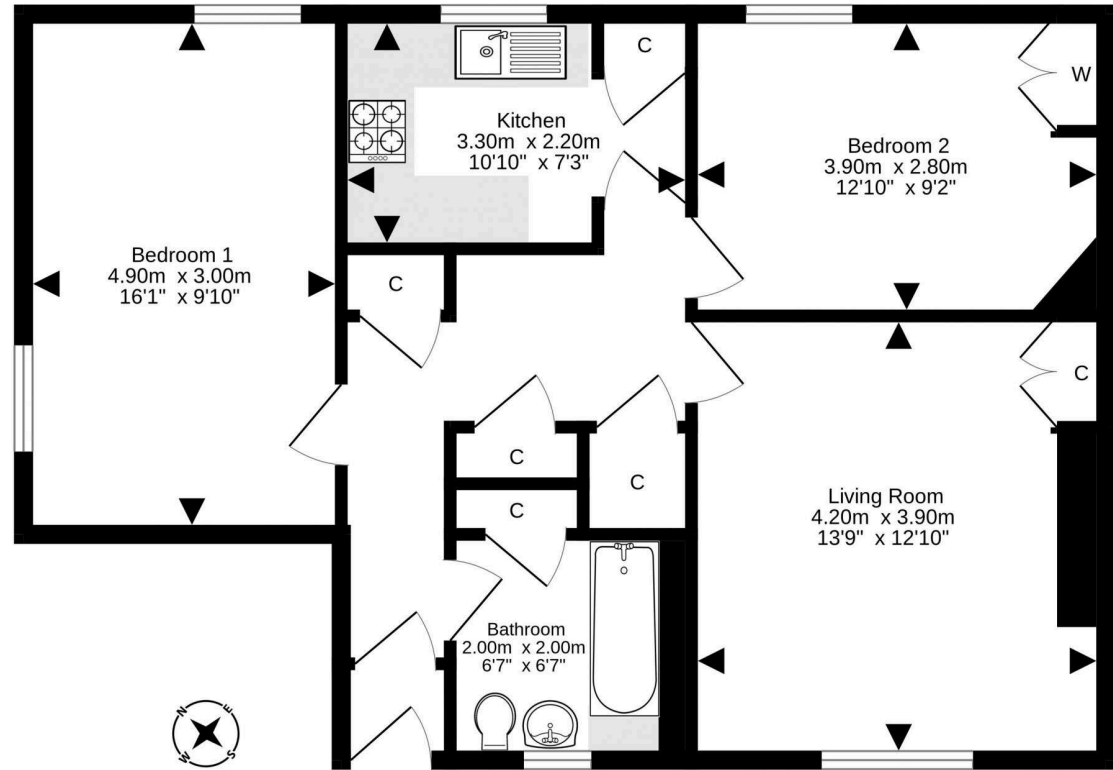 Bedroom 1
4.90m x 3.00m
16'1" x 9'10"
Kitchen
3.30m x 2.20m
10'10" x 7'3"
C
Bedroom 2
3.90m x 2.80m
12'10" x 9'2"
W
C
C
C
C
Living Room
4.20m x 3.90m
13'9" x 12'10"
C
Bathroom
2.00m x 2.00m
6'7" x 6'7"
N
E
W
S